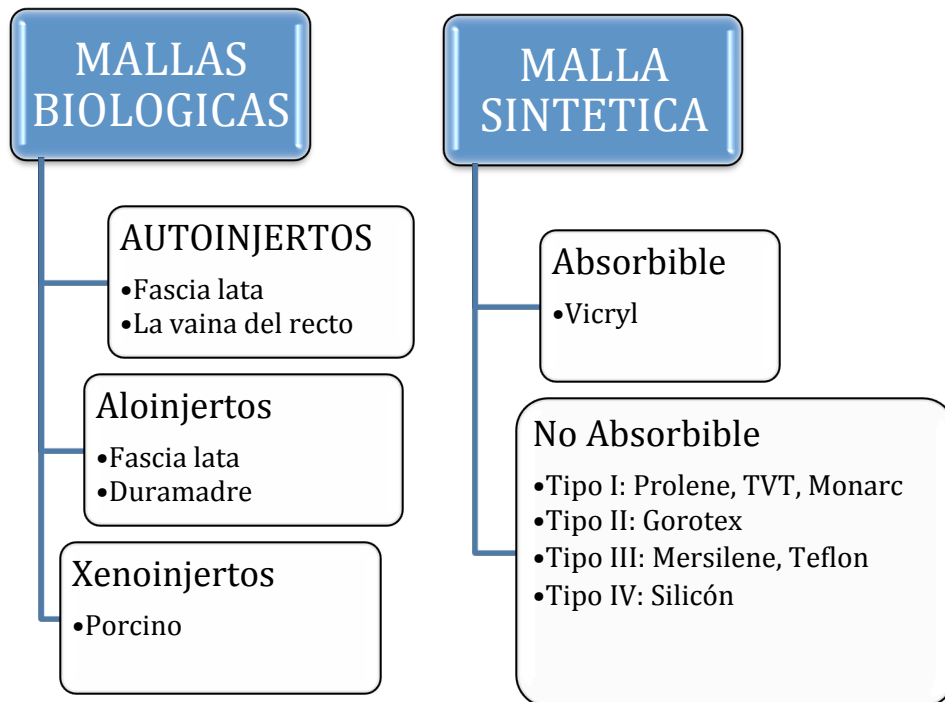 MALLAS
BIOLOGICAS
AUTOINJERTOS
•Fascia lata
•La vaina del recto
Aloinjertos
•Fascia lata
•Duramadre
Xenoinjertos
•Porcino
MALLA
SINTETICA
Absorbible
•Vicryl
No Absorbible
•Tipo I: Prolene, TVT, Monarc
•Tipo II: Gorotex
•Tipo III: Mersilene, Teflon
•Tipo IV: Silicón